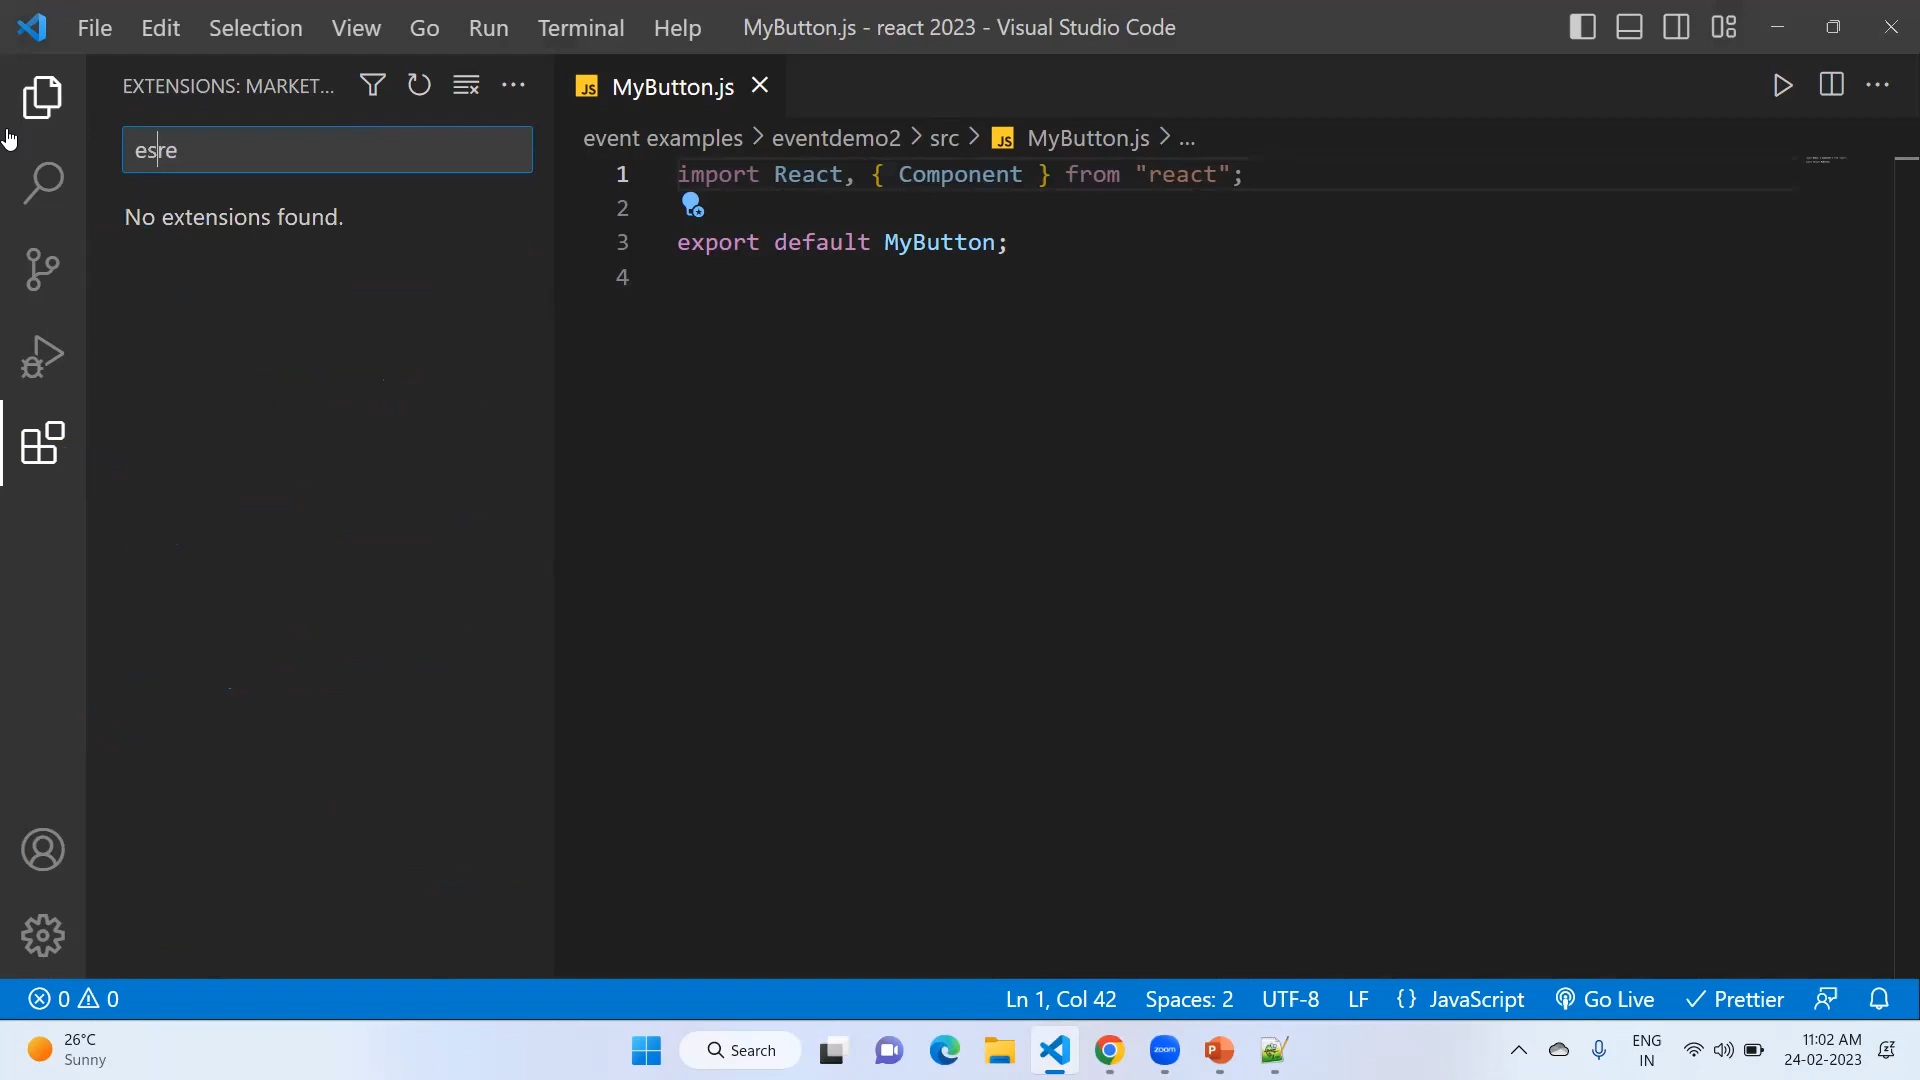 File Edit Selection View Go Run Terminal Help MyButton.js - react 2023 - Visual Studio Code
EXTENSIONS: MARKET...
esre
No extensions found.
JS MyButton.js
event examples > eventdemo2 > src > JS MyButton.js > ...
1 import React, { Component } from "react";
2
3 export default MyButton;
4
0 0 Ln 1, Col 42 Spaces: 2 UTF-8 LF {} JavaScript Go Live Prettier
26°C
Sunny
Search
zoom
P
ENG
IN
11:02 AM
24-02-2023